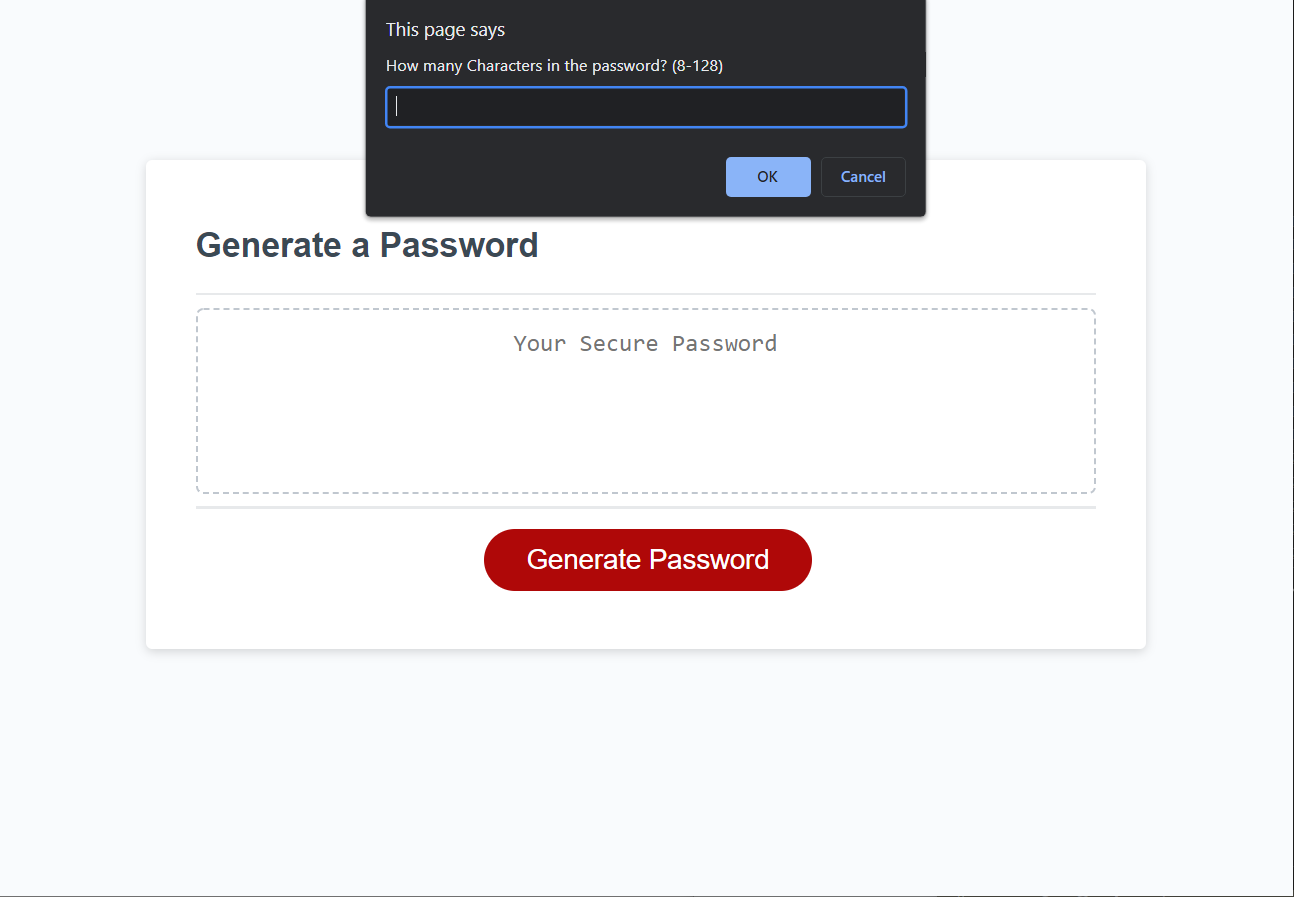 This page says
How many Characters in the password? (8-128)
OK
Cancel
Generate a Password
Your Secure Password
Generate Password